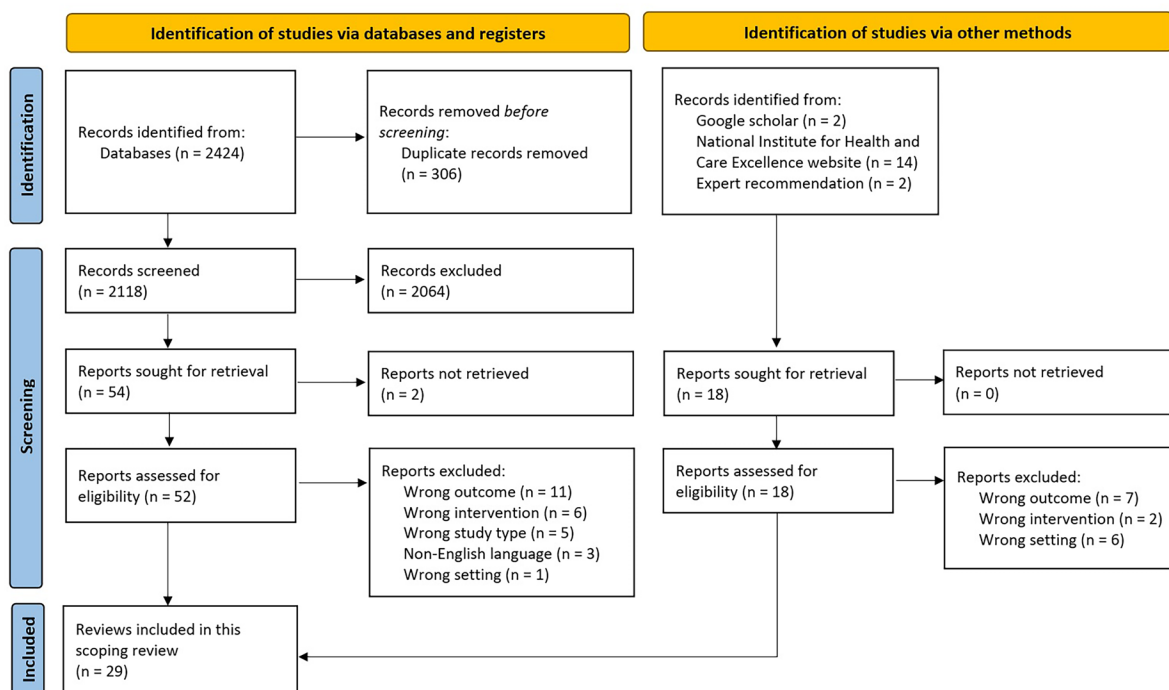 Identification of studies via databases and registers
Identification of studies via other methods
Identification
Records identified from:
Databases (n = 2424)
Records removed before
screening:
Duplicate records removed
(n = 306)
Records identified from:
Google scholar (n = 2)
National Institute for Health and
Care Excellence website (n = 14)
Expert recommendation (n = 2)
Screening
Records screened
(n = 2118)
Records excluded
(n = 2064)
Reports sought for retrieval
(n = 54)
Reports not retrieved
(n = 2)
Reports sought for retrieval
(n = 18)
Reports not retrieved
(n = 0)
Reports assessed for
eligibility (n = 52)
Reports excluded:
Wrong outcome (n = 11)
Wrong intervention (n = 6)
Wrong study type (n = 5)
Non-English language (n = 3)
Wrong setting (n = 1)
Reports assessed for
eligibility (n = 18)
Reports excluded:
Wrong outcome (n = 7)
Wrong intervention (n = 2)
Wrong setting (n = 6)
Included
Reviews included in this
scoping review
(n = 29)